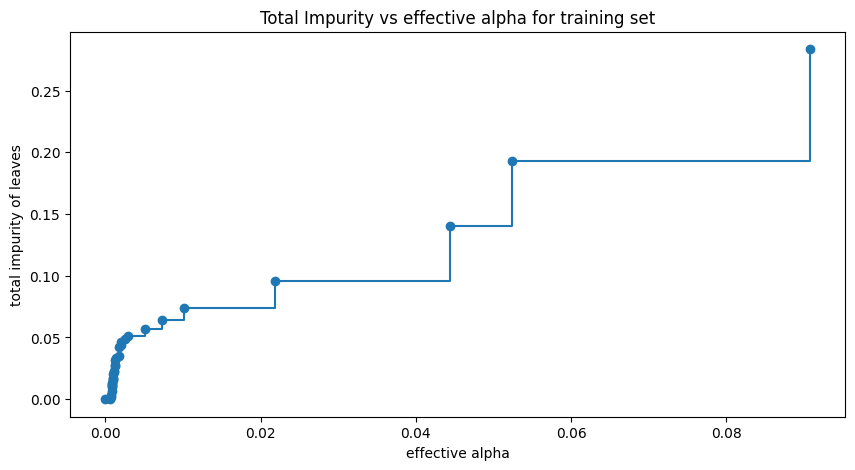 Total Impurity vs effective alpha for training set
total impurity of leaves
0.25
0.20
0.15
0.10
0.05
0.00
0.00 0.02 0.04 0.06 0.08
effective alpha